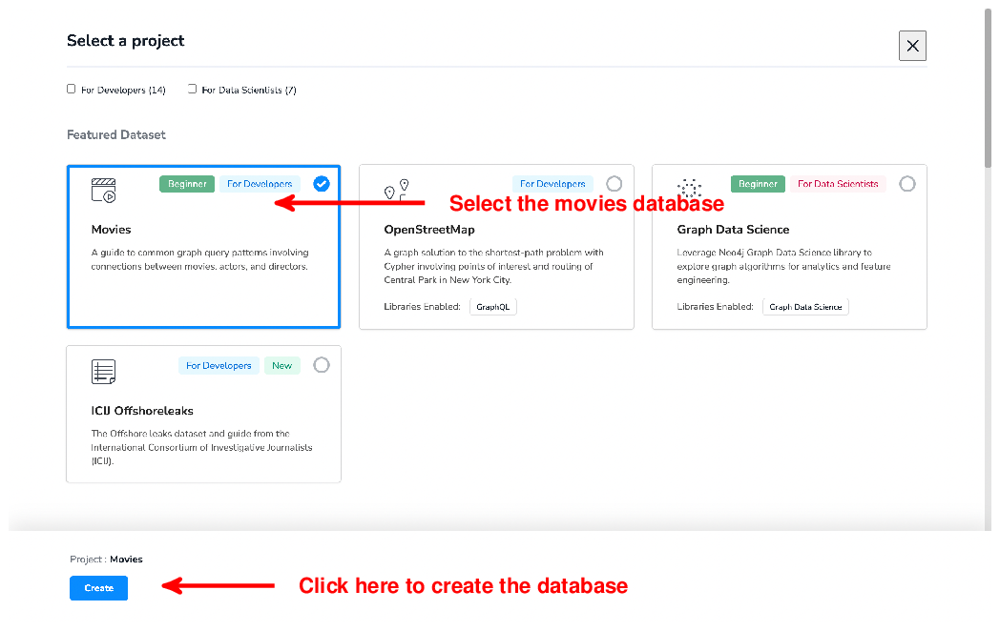 Select a project
For Developers (14)
For Data Scientists (7)
Featured Dataset
Beginner
For Developers
Movies
A guide to common graph query patterns involving
connections between movies, actors, and directors.
For Developers
Select the movies database
OpenStreetMap
A graph solution to the shortest-path problem with
Cypher involving points of interest and routing of
Central Park in New York City.
Libraries Enabled:
GraphQL
Beginner
For Data Scientists
Graph Data Science
Leverage Neo4j Graph Data Science library to
explore graph algorithms for analytics and feature
engineering.
Libraries Enabled:
Graph Data Science
For Developers
New
ICIJ Offshoreleaks
The Offshore leaks dataset and guide from the
International Consortium of Investigative Journalists
(ICIJ).
Project : Movies
Create
Click here to create the database